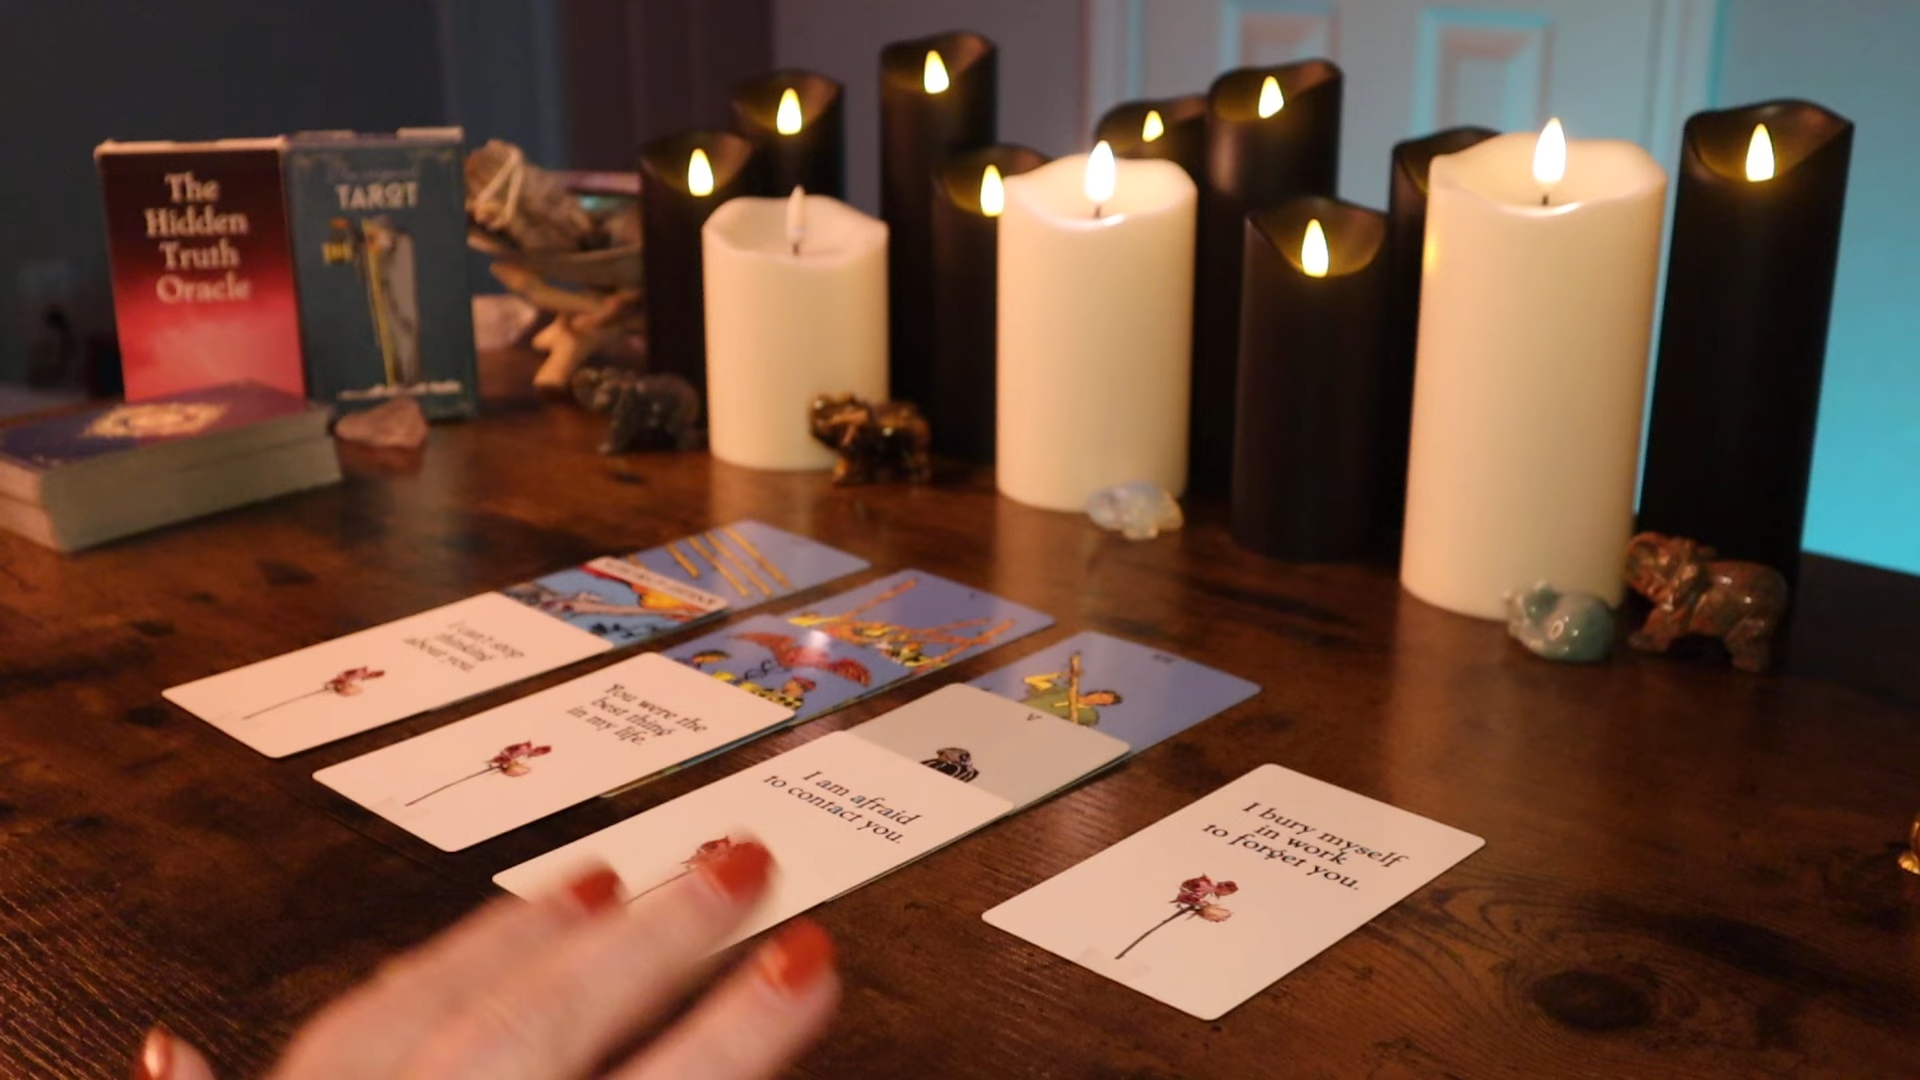 The
Hidden
Truth
Oracle
TAROT
I can't stop
thinking
about you.
You were the
best thing
in my life.
V
I am afraid
to contact you.
I bury myself
in work
to forget you.